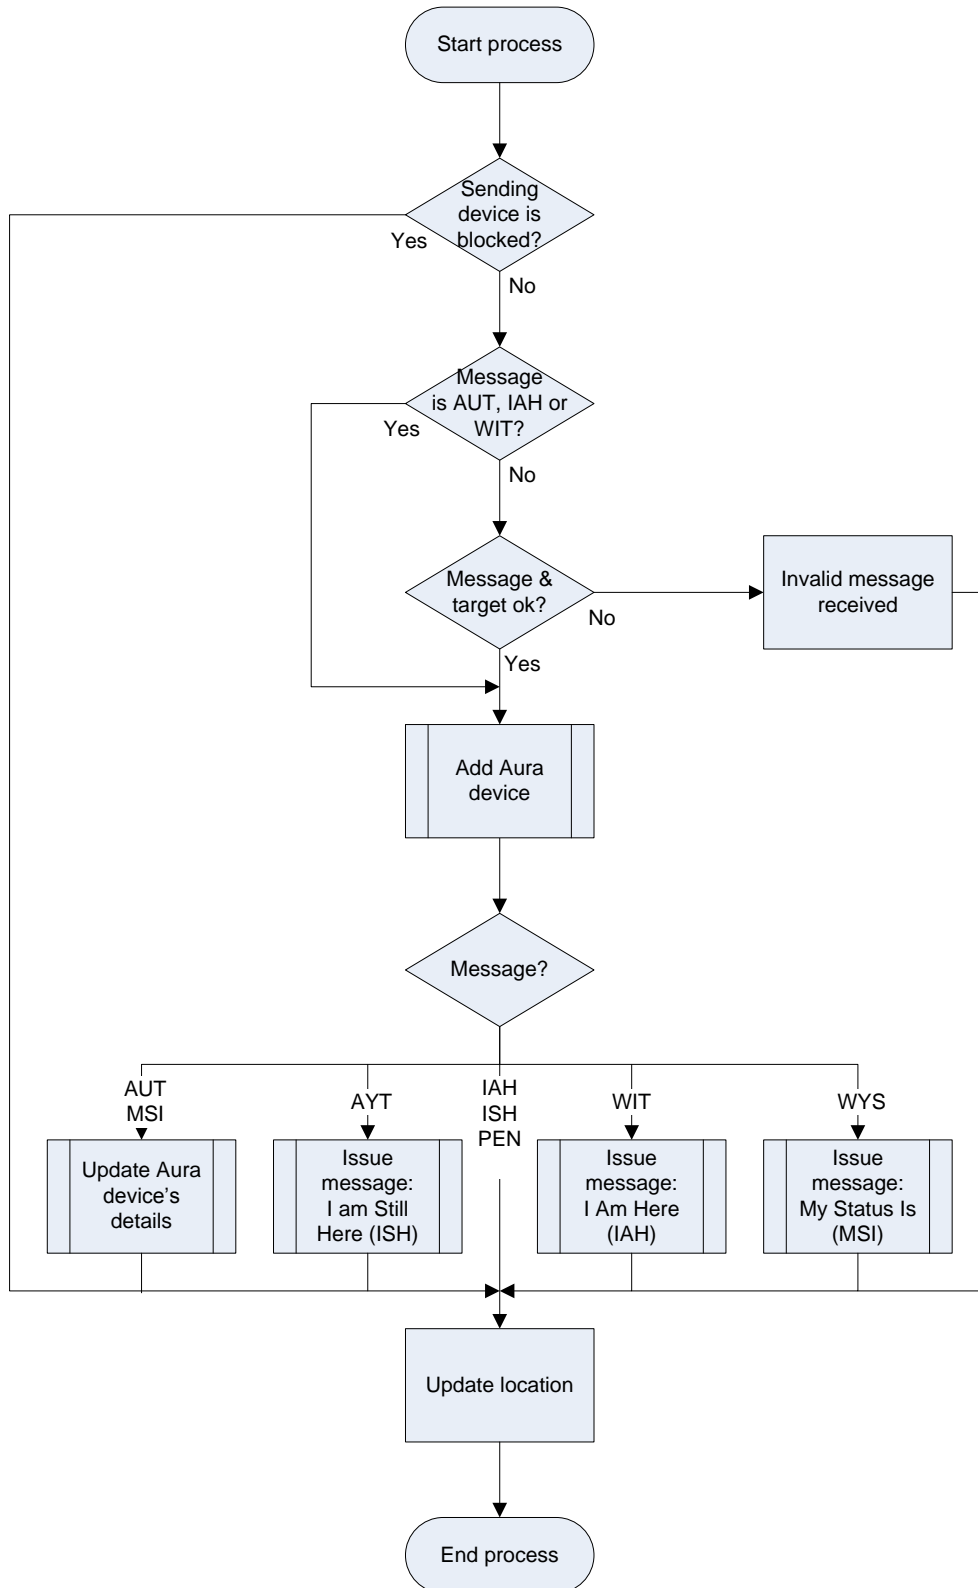 Start process
Sending
device is
blocked?
Yes
No
Message
is AUT, IAH or
WIT?
Yes
No
Message &
target ok?
No
Yes
Invalid message
received
Add Aura
device
Message?
AUT
MSI
AYT
IAH
ISH
PEN
WIT
WYS
Update Aura
device's
details
Issue
message:
I am Still
Here (ISH)
Issue
message:
I Am Here
(IAH)
Issue
message:
My Status Is
(MSI)
Update location
End process